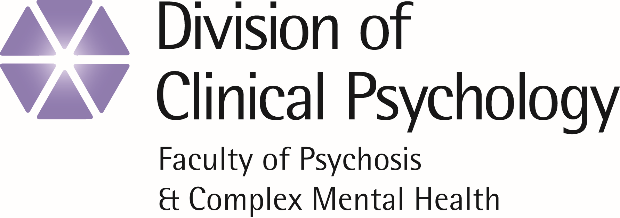 Division of
Clinical Psychology
Faculty of Psychosis
& Complex Mental Health